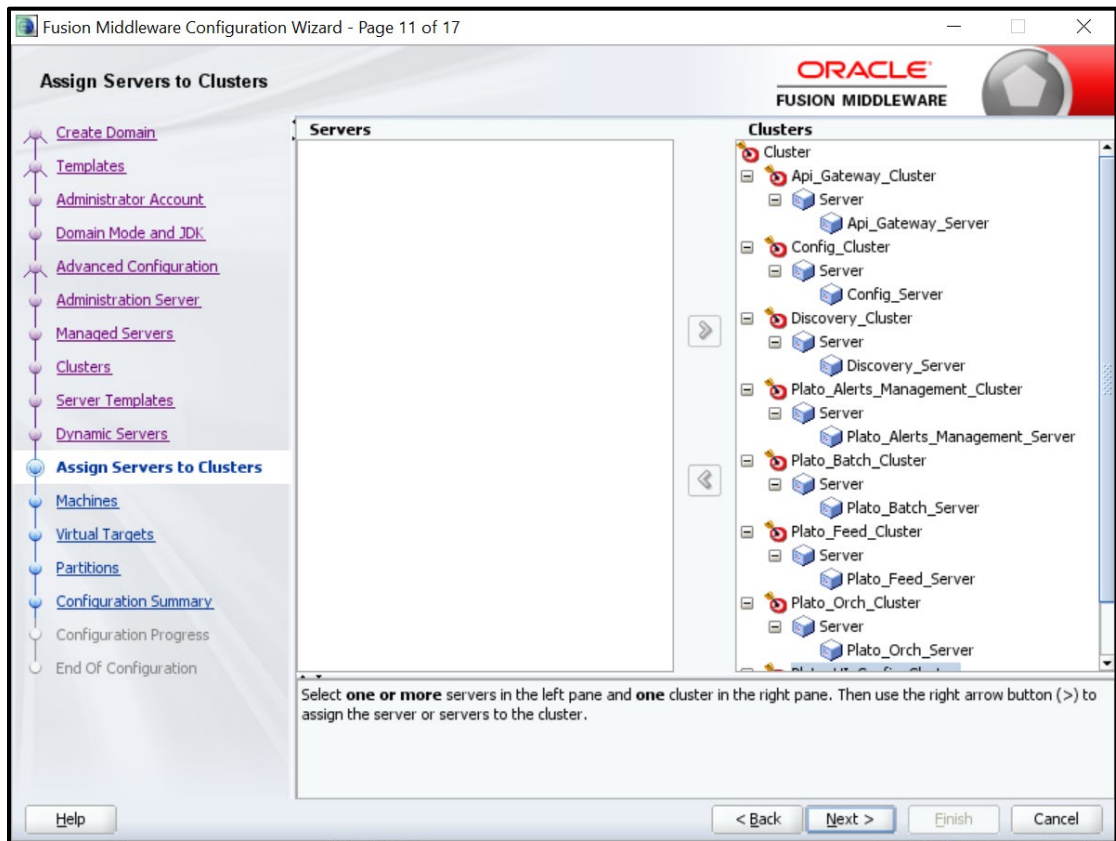 Fusion Middleware Configuration Wizard - Page 11 of 17
Assign Servers to Clusters
ORACLE
FUSION MIDDLEWARE
Create Domain
Templates
Administrator Account
Domain Mode and JDK
Advanced Configuration
Administration Server
Managed Servers
Clusters
Server Templates
Dynamic Servers
Assign Servers to Clusters
Machines
Virtual Targets
Partitions
Configuration Summary
Configuration Progress
End Of Configuration
Servers
Clusters
Cluster
Api_Gateway_Cluster
Server
Api_Gateway_Server
Config_Cluster
Server
Config_Server
Discovery_Cluster
Server
Discovery_Server
Plato_Alerts_Management_Cluster
Server
Plato_Alerts_Management_Server
Plato_Batch_Cluster
Server
Plato_Batch_Server
Plato_Feed_Cluster
Server
Plato_Feed_Server
Plato_Orch_Cluster
Server
Plato_Orch_Server
Select one or more servers in the left pane and one cluster in the right pane. Then use the right arrow button (>) to
assign the server or servers to the cluster.
Help
< Back
Next >
Finish
Cancel